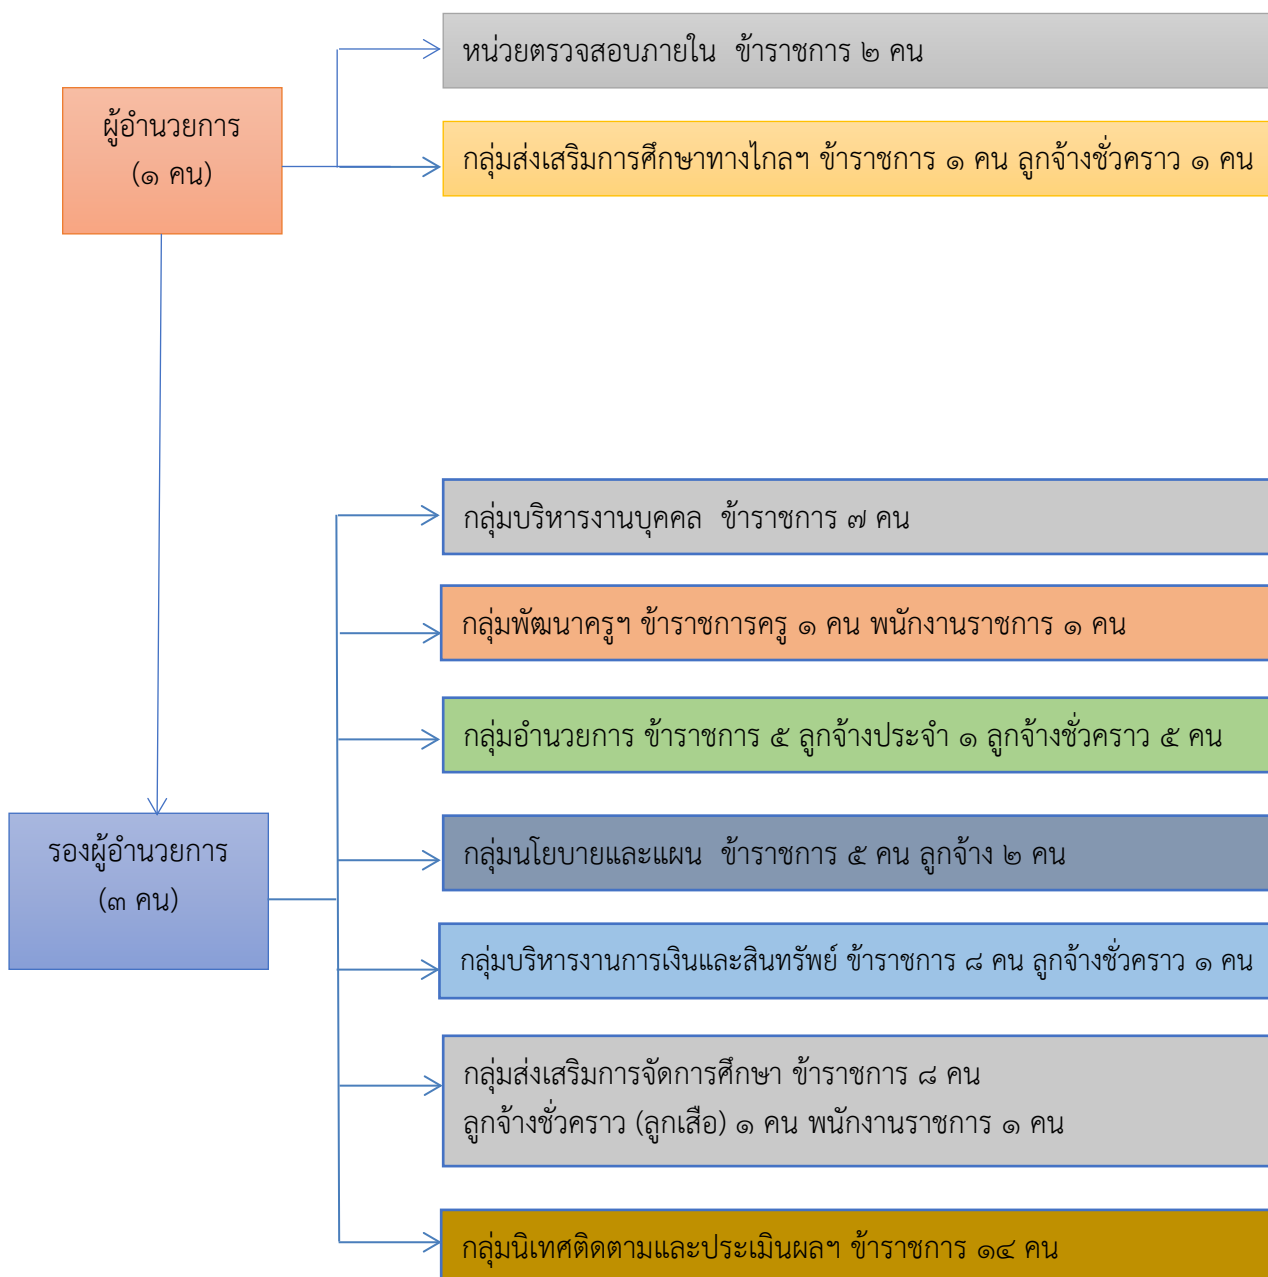 หน่วยตรวจสอบภายใน ข้าราชการ ๒ คน
ผู้อำนวยการ
(๑ คน)
กลุ่มส่งเสริมการศึกษาทางไกลฯ ข้าราชการ ๑ คน ลูกจ้างชั่วคราว ๑ คน
กลุ่มบริหารงานบุคคล ข้าราชการ ๗ คน
กลุ่มพัฒนาครูฯ ข้าราชการครู ๑ คน พนักงานราชการ ๑ คน
กลุ่มอำนวยการ ข้าราชการ ๕ ลูกจ้างประจำ ๑ ลูกจ้างชั่วคราว ๕ คน
รองผู้อำนวยการ
(๓ คน)
กลุ่มนโยบายและแผน ข้าราชการ ๕ คน ลูกจ้าง ๒ คน
กลุ่มบริหารงานการเงินและสินทรัพย์ ข้าราชการ ๘ คน ลูกจ้างชั่วคราว ๑ คน
กลุ่มส่งเสริมการจัดการศึกษา ข้าราชการ ๘ คน
ลูกจ้างชั่วคราว (ลูกเสือ) ๑ คน พนักงานราชการ ๑ คน
กลุ่มนิเทศติดตามและประเมินผลฯ ข้าราชการ ๑๔ คน